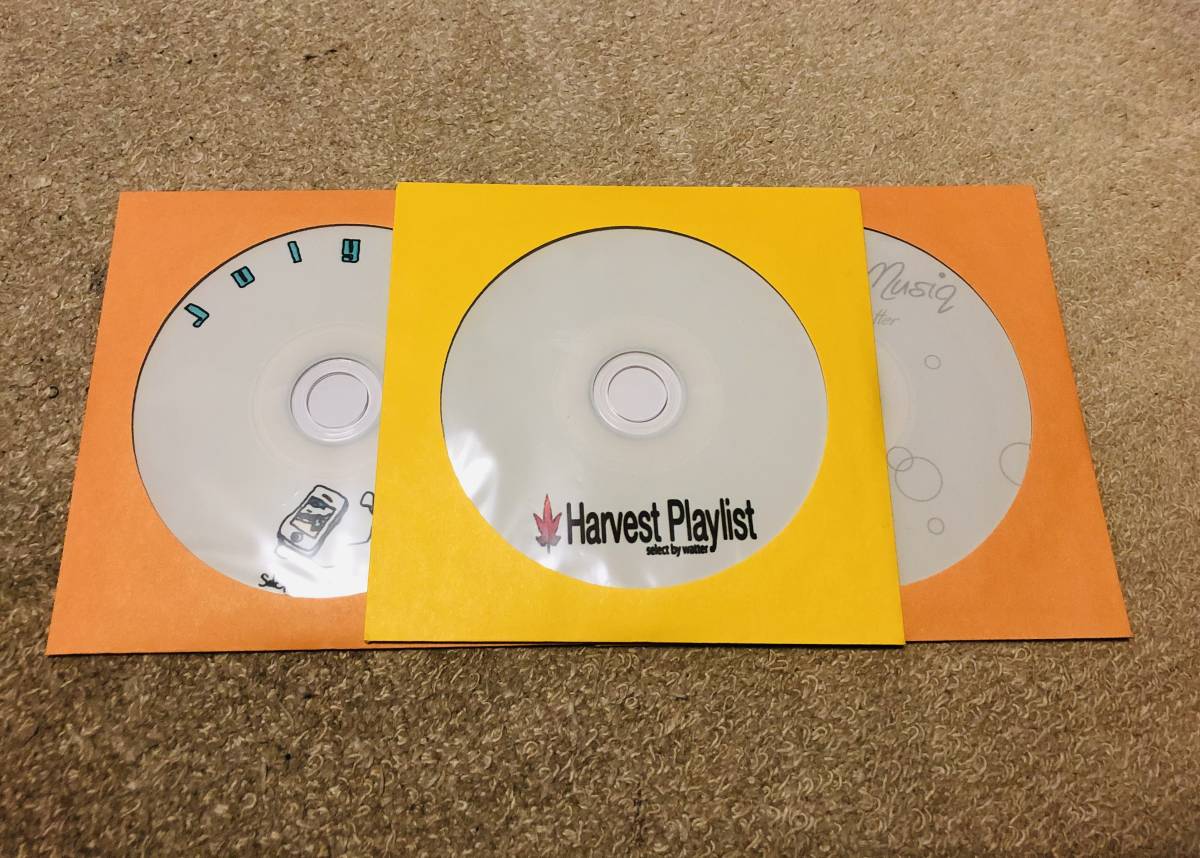 July
Harvest Playlist
select by watter
Musiq